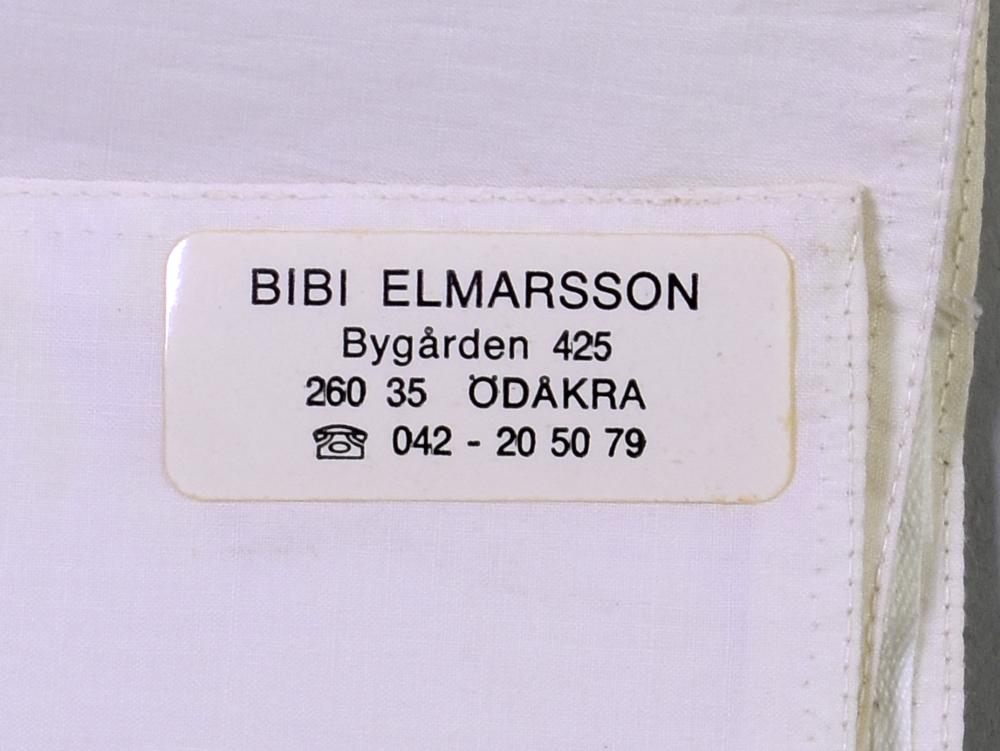 BIBI ELMARSSON
Bygården 425
260 35 ÖDÅKRA
☎ 042 - 20 50 79